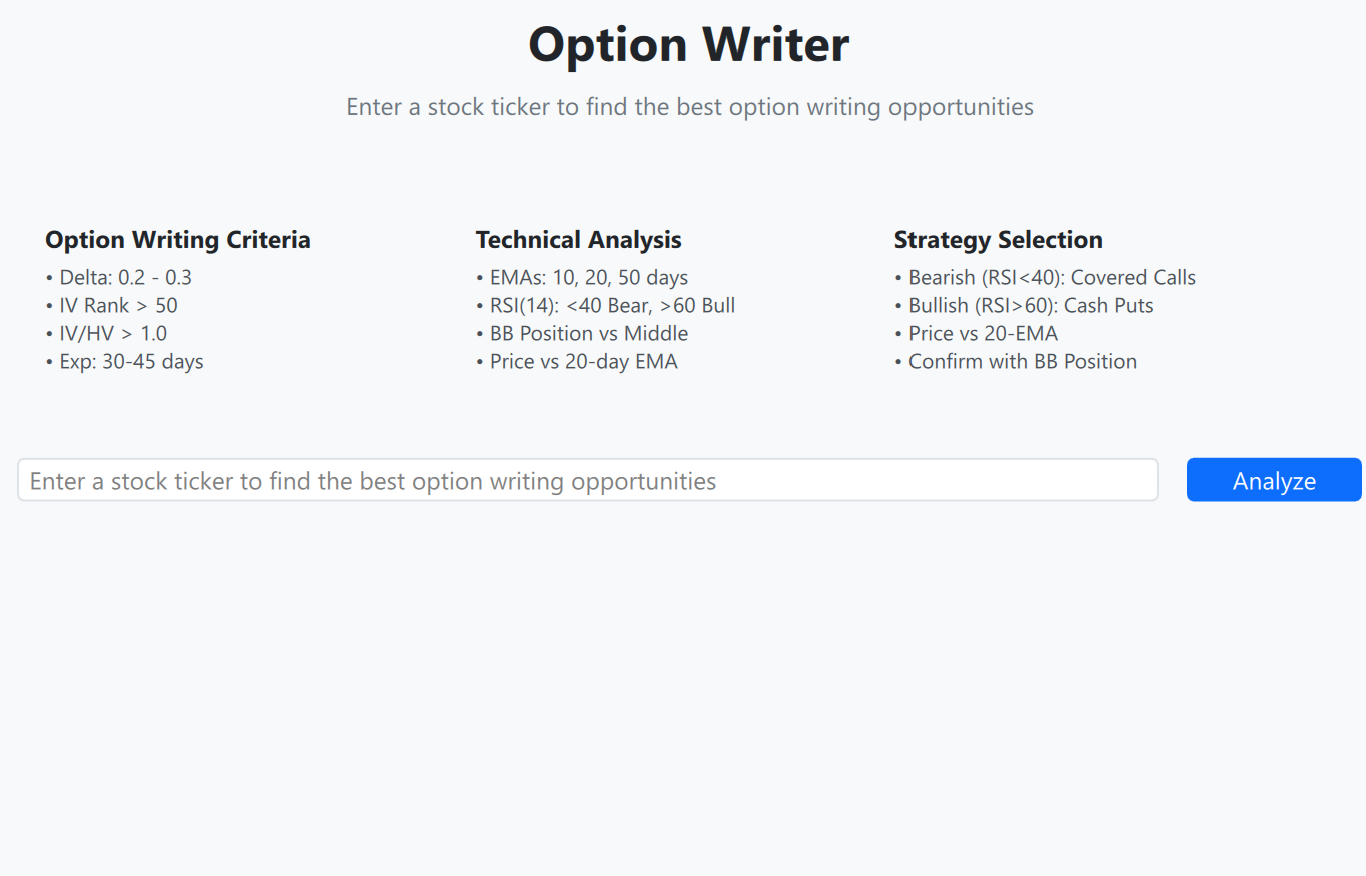 Option Writer
Enter a stock ticker to find the best option writing opportunities
Option Writing Criteria
• Delta: 0.2 - 0.3
• IV Rank > 50
• IV/HV > 1.0
• Exp: 30-45 days
Technical Analysis
• EMAs: 10, 20, 50 days
• RSI(14): <40 Bear, >60 Bull
• BB Position vs Middle
• Price vs 20-day EMA
Strategy Selection
• Bearish (RSI<40): Covered Calls
• Bullish (RSI>60): Cash Puts
• Price vs 20-EMA
• Confirm with BB Position
Enter a stock ticker to find the best option writing opportunities
Analyze